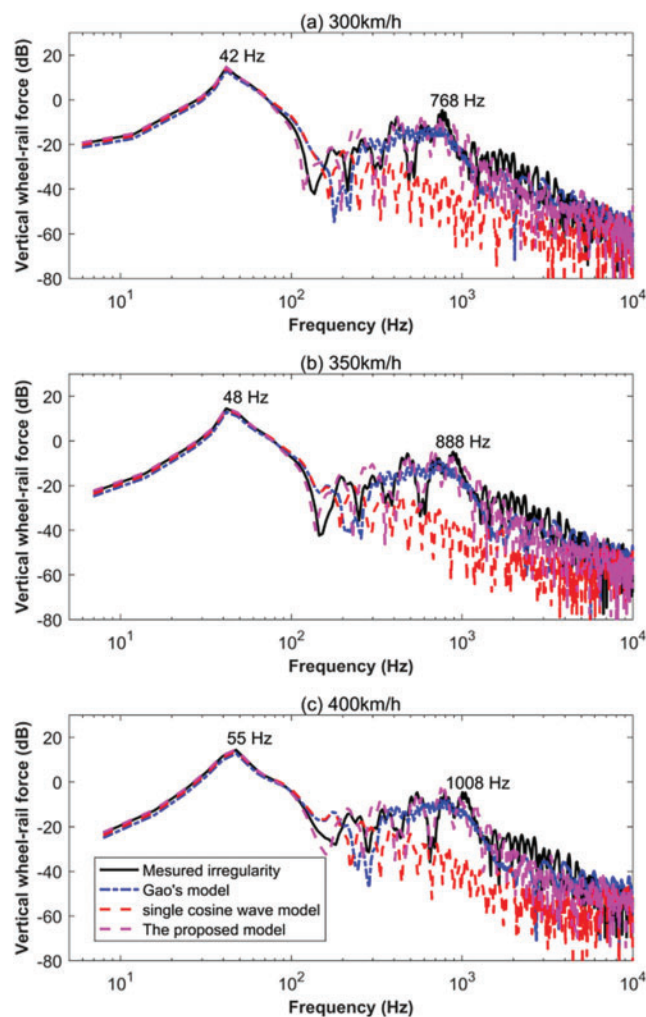 (a) 300km/h
42 Hz
768 Hz
20
0
-20
-40
-60
-80
Vertical wheel-rail force (dB)
10^1
10^2
10^3
10^4
Frequency (Hz)
(b) 350km/h
48 Hz
888 Hz
20
0
-20
-40
-60
-80
Vertical wheel-rail force (dB)
10^1
10^2
10^3
10^4
Frequency (Hz)
(c) 400km/h
55 Hz
1008 Hz
20
0
-20
-40
-60
-80
Vertical wheel-rail force (dB)
Mesured irregularity
Gao's model
single cosine wave model
The proposed model
10^1
10^2
10^3
10^4
Frequency (Hz)